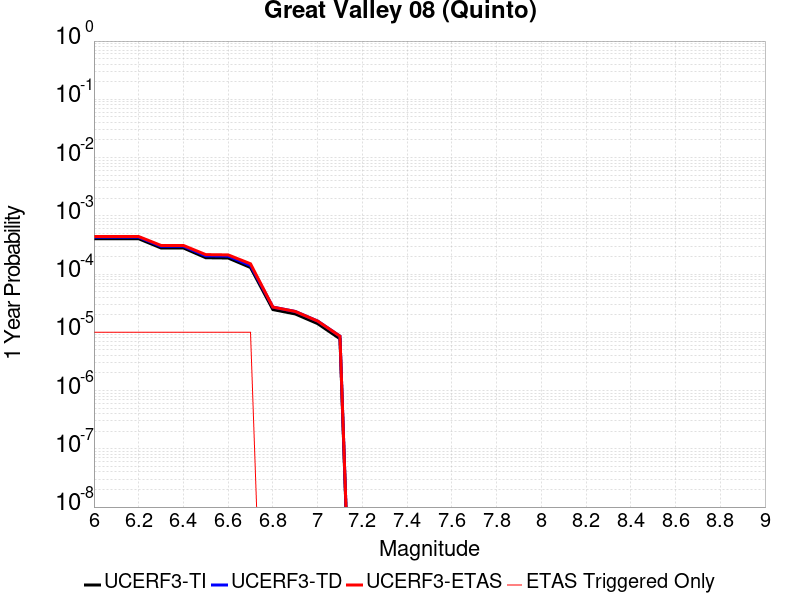 Great Valley 08 (Quinto)
10^0
10^-1
10^-2
10^-3
10^-4
10^-5
10^-6
10^-7
10^-8
1 Year Probability
6 6.2 6.4 6.6 6.8 7 7.2 7.4 7.6 7.8 8 8.2 8.4 8.6 8.8 9
Magnitude
UCERF3-TI UCERF3-TD UCERF3-ETAS ETAS Triggered Only